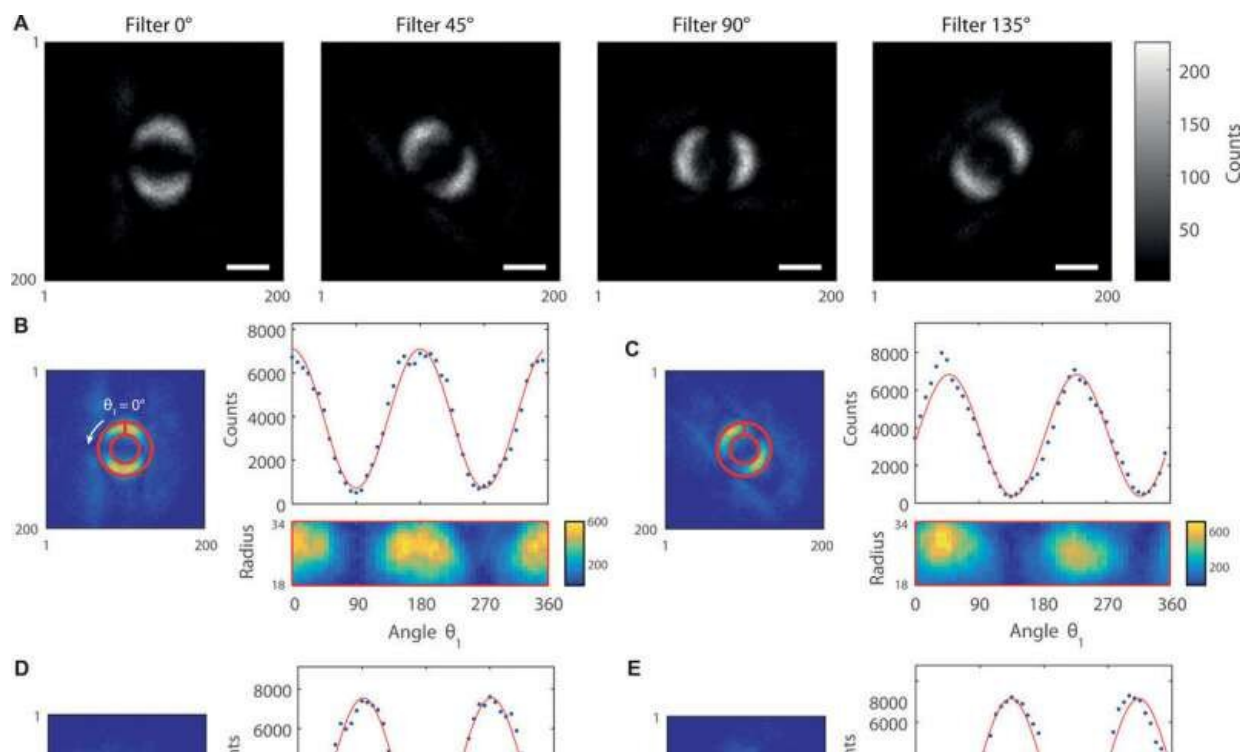 A
Filter 0° Filter 45° Filter 90° Filter 135°
1
200
1 200 1 200 1 200 1 200
200
150
100
50
Counts
B
1
θ1 = 0°
200
1 200
8000
6000
4000
2000
0
Counts
34
18
Radius
0 90 180 270 360
Angle θ1
600
200
C
1
200
1 200
8000
6000
4000
2000
0
Counts
34
18
Radius
0 90 180 270 360
Angle θ1
600
200
D
1
8000
6000
nts
E
1
8000
6000
nts